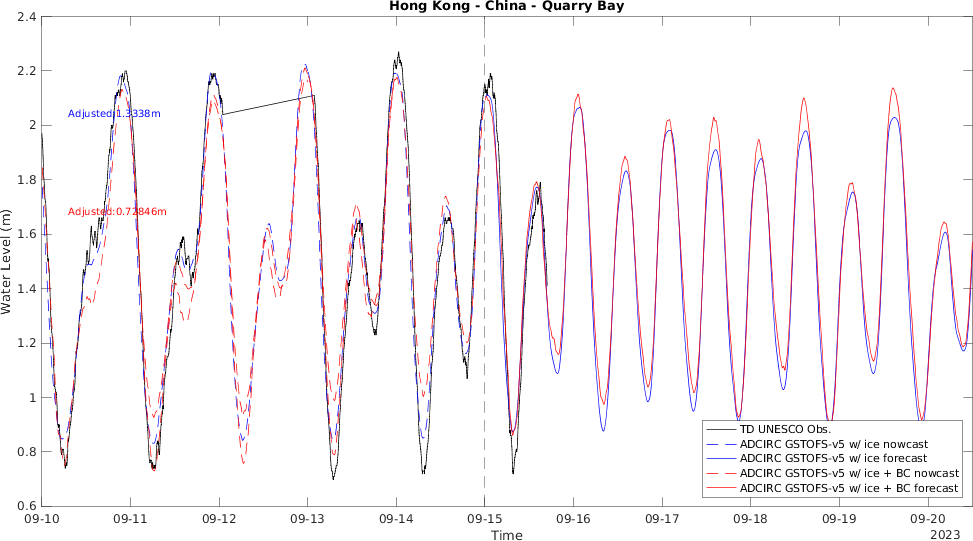 Hong Kong - China - Quarry Bay
2.4
2.2
2
1.8
1.6
1.4
1.2
1
0.8
0.6
Water Level (m)
Adjusted:1.3338m
Adjusted:0.72846m
TD UNESCO Obs.
ADCIRC GSTOFS-v5 w/ ice nowcast
ADCIRC GSTOFS-v5 w/ ice forecast
ADCIRC GSTOFS-v5 w/ ice + BC nowcast
ADCIRC GSTOFS-v5 w/ ice + BC forecast
09-10 09-11 09-12 09-13 09-14 09-15 09-16 09-17 09-18 09-19 09-20
Time
2023